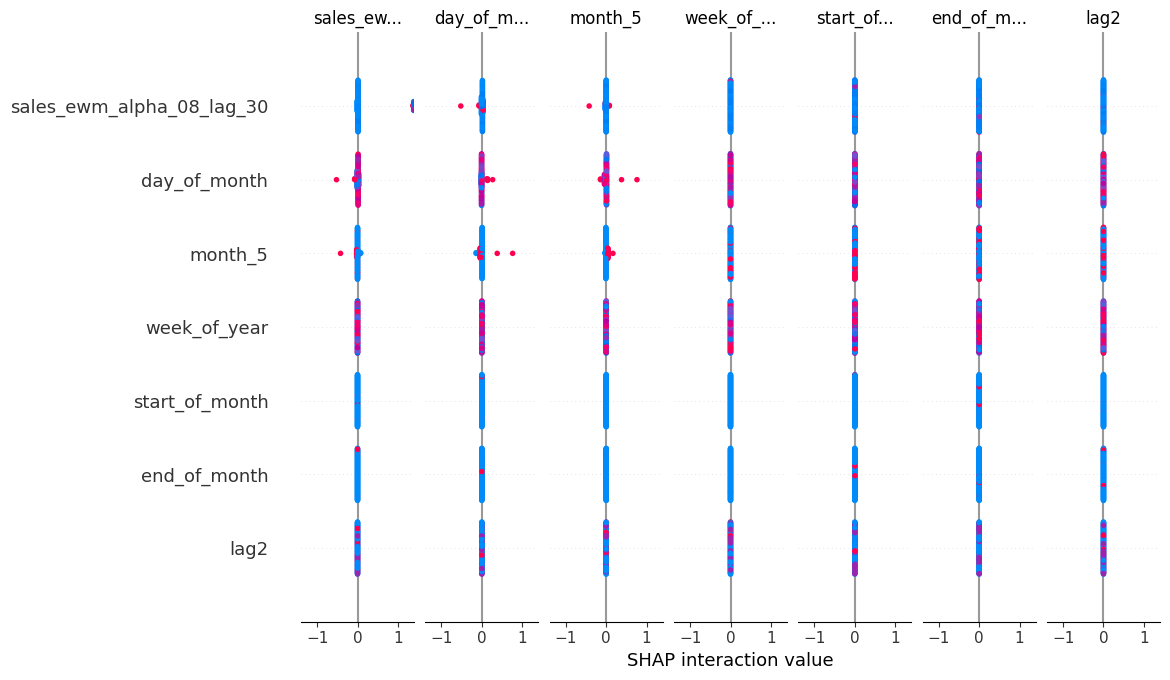 sales_ew... day_of_m... month_5 week_of_... start_of... end_of_m... lag2
sales_ewm_alpha_08_lag_30
day_of_month
month_5
week_of_year
start_of_month
end_of_month
lag2
−1 0 1 −1 0 1 −1 0 1 −1 0 1 −1 0 1 −1 0 1 −1 0 1
SHAP interaction value